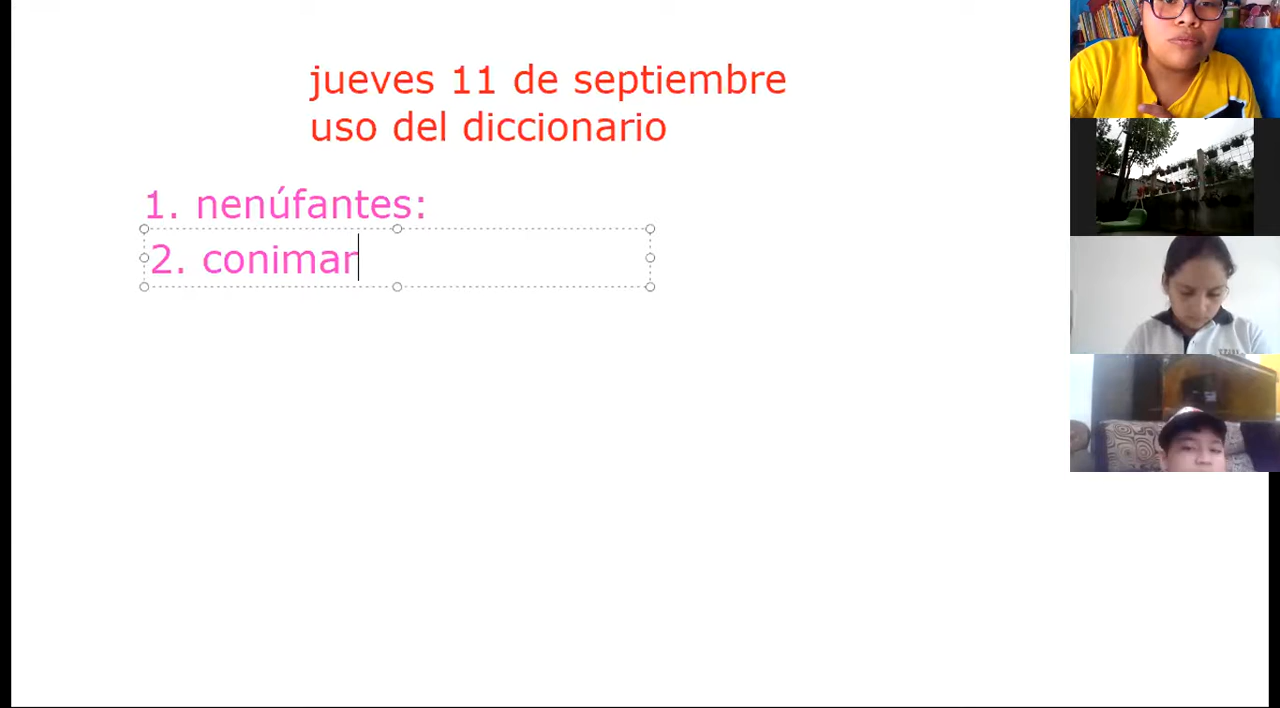 jueves 11 de septiembre
uso del diccionario
1. nenúfantes:
2. conimar